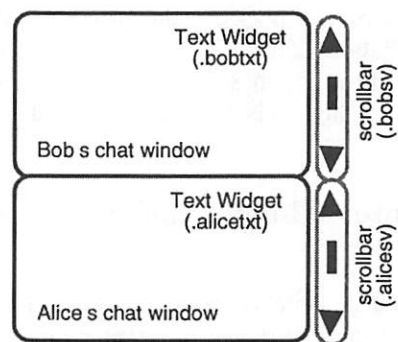 Text Widget
(.bobtxt)
Bob s chat window
scrollbar
(.bobsv)
Text Widget
(.alicetxt)
Alice s chat window
scrollbar
(.alicesv)